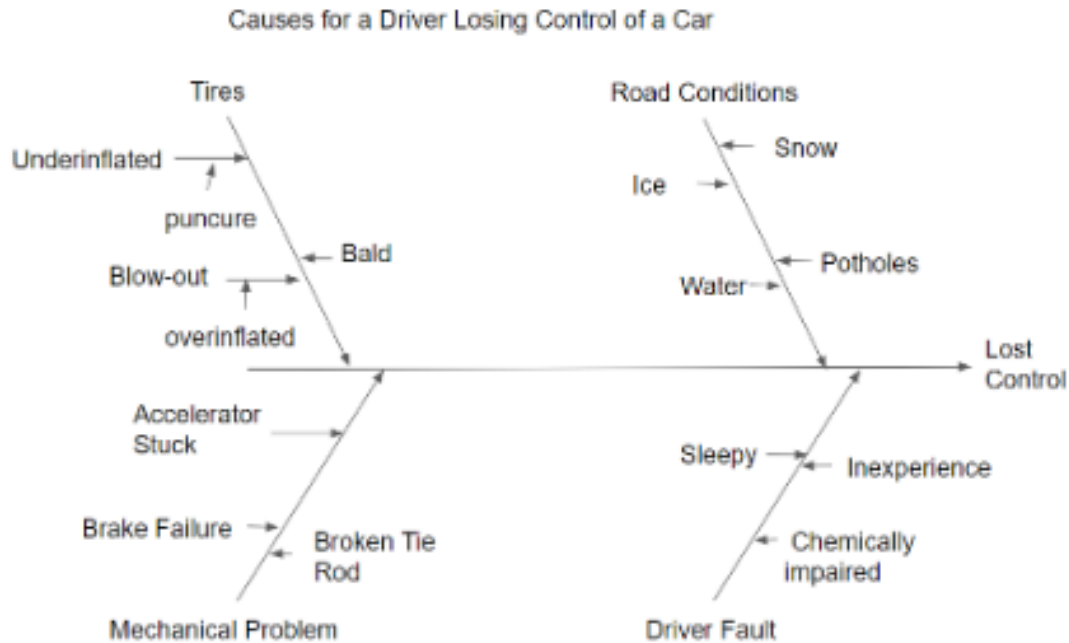 Causes for a Driver Losing Control of a Car
Tires
Road Conditions
Underinflated
puncure
Snow
Ice
Bald
Blow-out
overinflated
Potholes
Water
Lost
Control
Accelerator
Stuck
Brake Failure
Broken Tie
Rod
Sleepy
Inexperience
Chemically
impaired
Mechanical Problem
Driver Fault